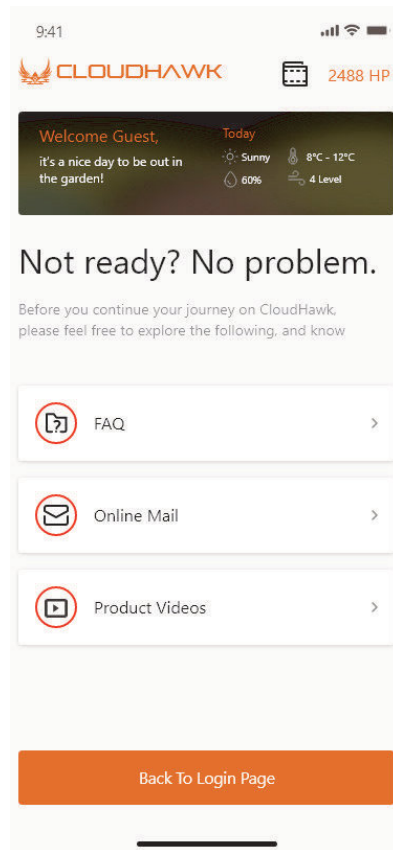 9:41
CLOUDHAWK
2488 HP
Welcome Guest,
it's a nice day to be out in
the garden!
Today
Sunny
8°C - 12°C
60%
4 Level
Not ready? No problem.
Before you continue your journey on CloudHawk,
please feel free to explore the following, and know
FAQ
Online Mail
Product Videos
Back To Login Page